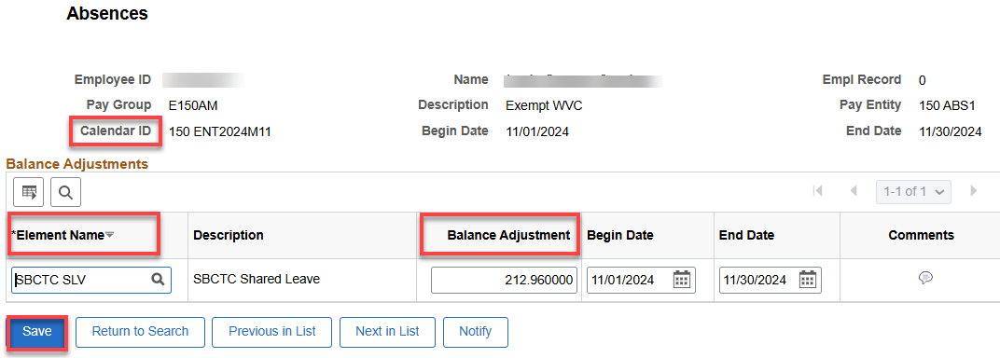 Absences
Employee ID Name Empl Record 0
Pay Group E150AM Description Exempt WVC Pay Entity 150 ABS1
Calendar ID 150 ENT2024M11 Begin Date 11/01/2024 End Date 11/30/2024
Balance Adjustments
1-1 of 1
*Element Name Description Balance Adjustment Begin Date End Date Comments
SBCTC SLV SBCTC Shared Leave 212.960000 11/01/2024 11/30/2024
Save Return to Search Previous in List Next in List Notify